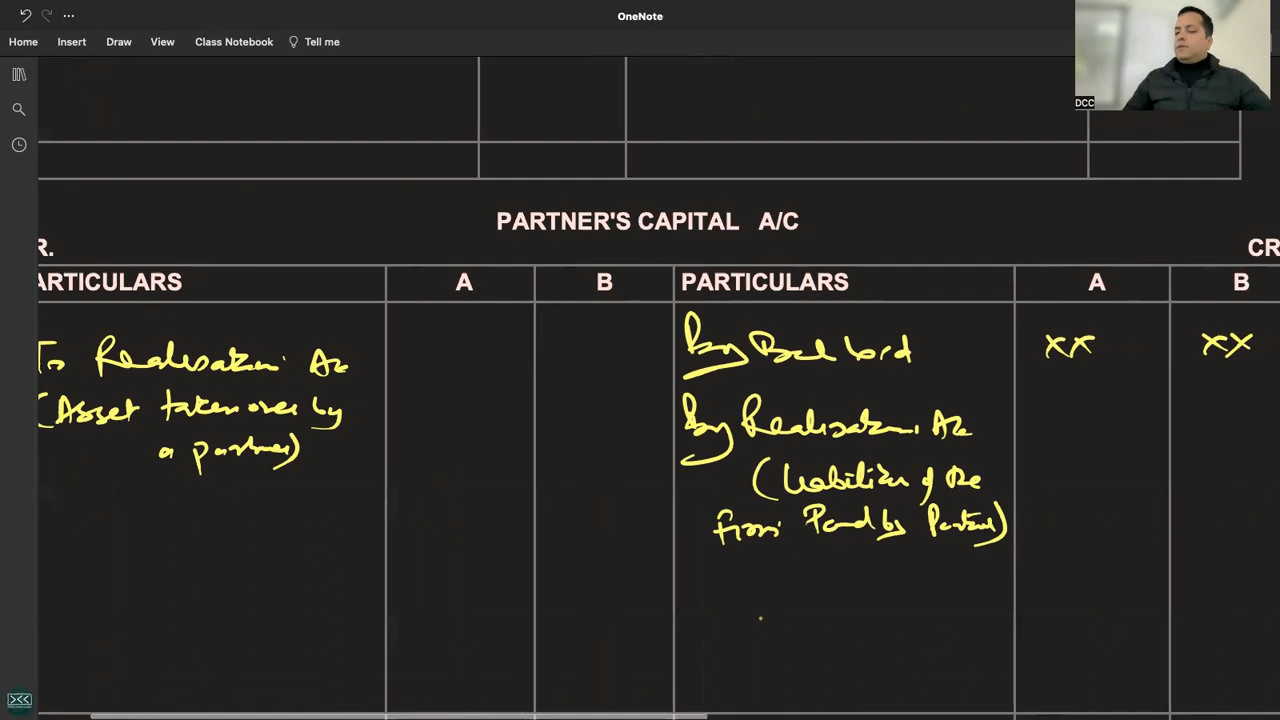 OneNote
Home Insert Draw View Class Notebook Tell me
DCC
PARTNER'S CAPITAL A/C
R. CR
ARTICULARS A B PARTICULARS A B
To Realisation A/c
(Asset taken over by
a partner)
By Bal b/d xx xx
By Realisation A/c
(Liabilities of the
firm Paid by Partner)